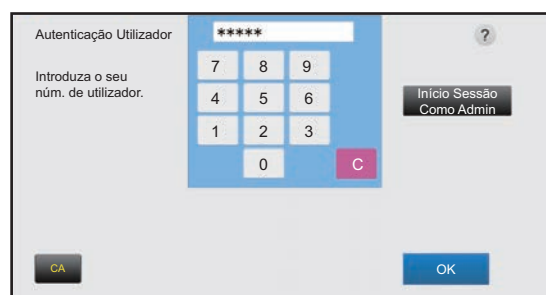 Autenticação Utilizador
*****
?
Introduza o seu
núm. de utilizador.
7 8 9
4 5 6
1 2 3
0 C
Início Sessão
Como Admin
CA
OK